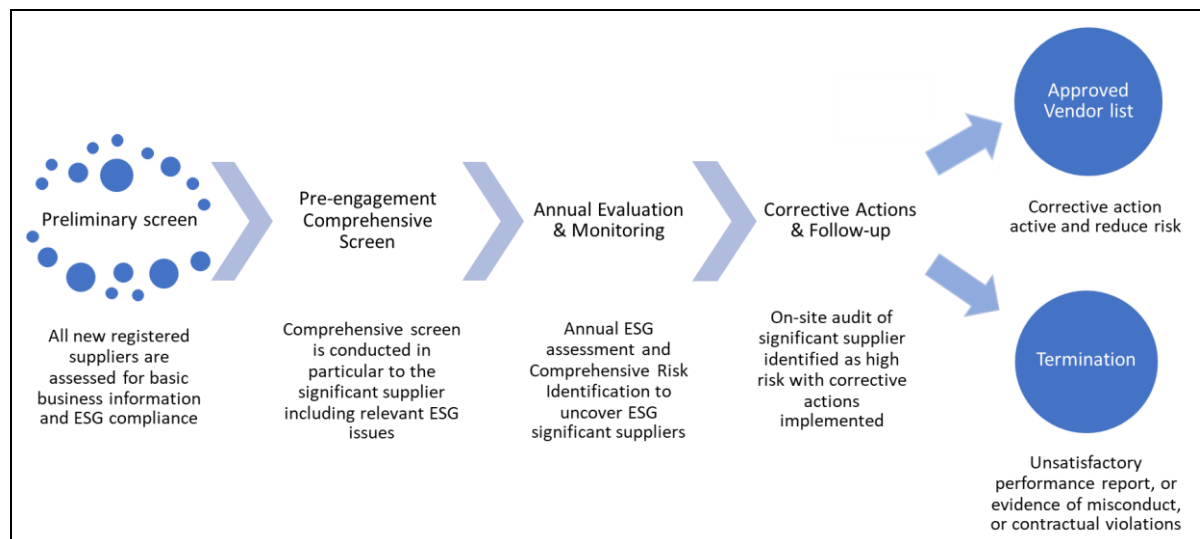 Preliminary screen
All new registered
suppliers are
assessed for basic
business information
and ESG compliance
Pre-engagement
Comprehensive
Screen
Comprehensive screen
is conducted in
particular to the
significant supplier
including relevant ESG
issues
Annual Evaluation
& Monitoring
Annual ESG
assessment and
Comprehensive Risk
Identification to
uncover ESG
significant suppliers
Corrective Actions
& Follow-up
On-site audit of
significant supplier
identified as high
risk with corrective
actions
implemented
Approved
Vendor list
Corrective action
active and reduce risk
Termination
Unsatisfactory
performance report, or
evidence of misconduct,
or contractual violations